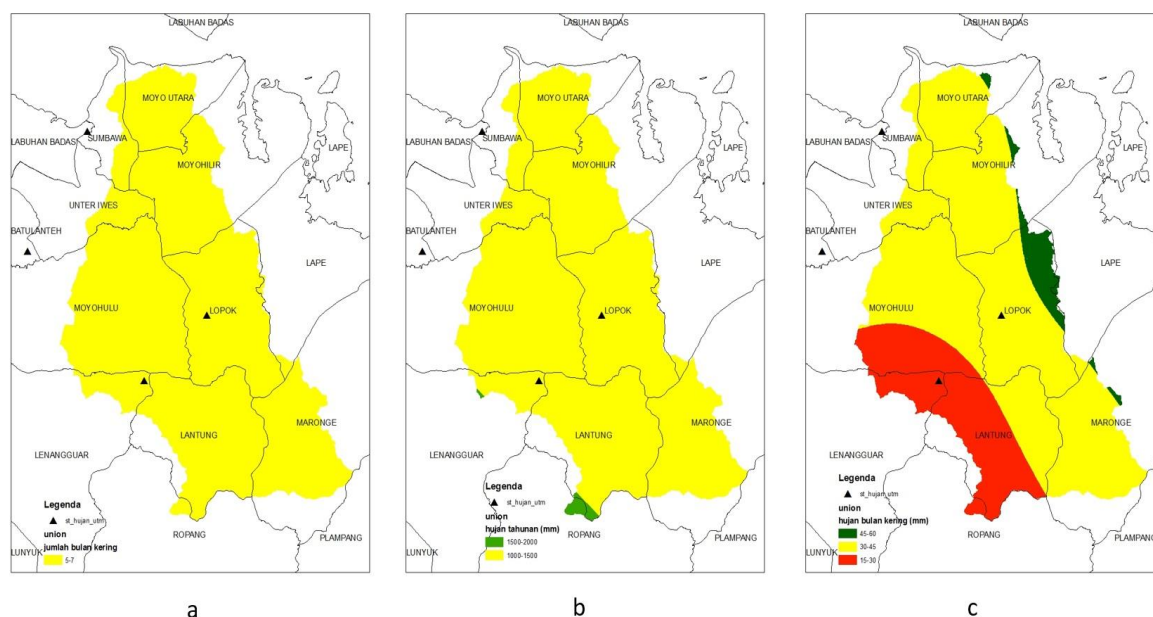 LABUHAN BADAS
MOYO UTARA
SUMBAWA
LABUHAN BADAS
LAPE
MOYOHILIR
UNTER IWES
BATULANTEH
LAPE
MOYOHULU
LOPOK
MARONGE
LANTUNG
LENANGGUAR
Legenda
st_hujan_utm
union
jumlah bulan kering
5-7
ROPANG
PLAMPANG
LUNYUK
a
LABUHAN BADAS
MOYO UTARA
SUMBAWA
LABUHAN BADAS
LAPE
MOYOHILIR
UNTER IWES
BATULANTEH
LAPE
MOYOHULU
LOPOK
MARONGE
LANTUNG
LENANGGUAR
Legenda
st_hujan_utm
union
hujan tahunan (mm)
1500-2000
1000-1500
ROPANG
PLAMPANG
LUNYUK
b
LABUHAN BADAS
MOYO UTARA
SUMBAWA
LABUHAN BADAS
LAPE
MOYOHILIR
UNTER IWES
BATULANTEH
LAPE
MOYOHULU
LOPOK
MARONGE
LANTUNG
LENANGGUAR
Legenda
st_hujan_utm
union
hujan bulan kering (mm)
45-60
30-45
15-30
ROPANG
PLAMPANG
LUNYUK
c